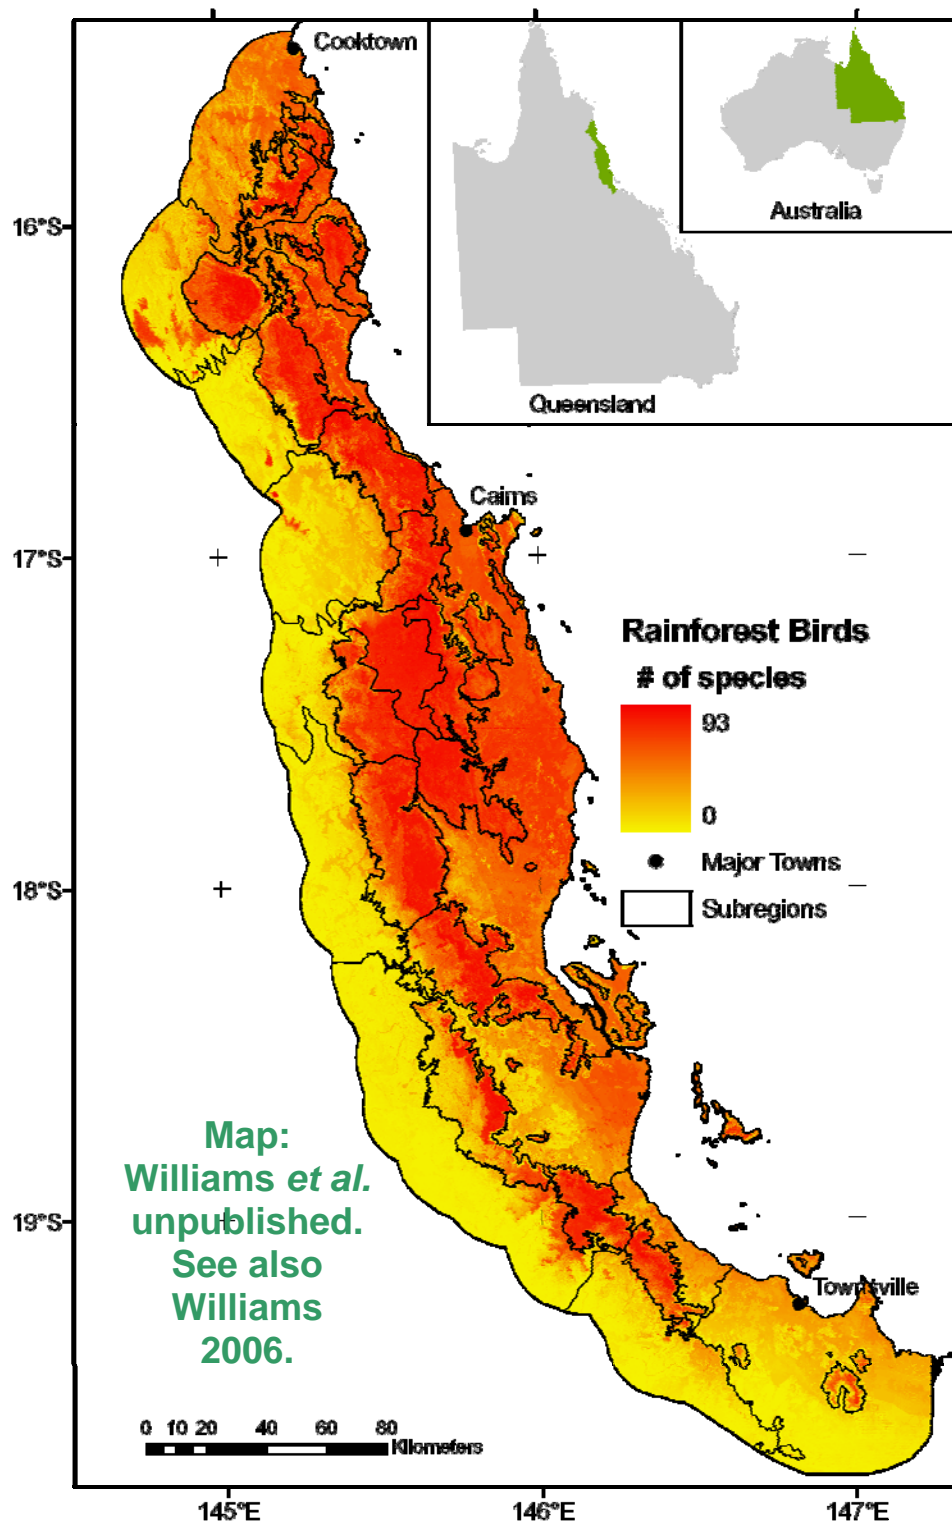 Cooktown
Queensland
Australia
16°S
Cairns
17°S
Rainforest Birds
# of species
93
0
Major Towns
Subregions
18°S
Map:
Williams et al.
unpublished.
See also
Williams
2006.
19°S
Townsville
0 10 20 40 60 80
Kilometers
145°E 146°E 147°E